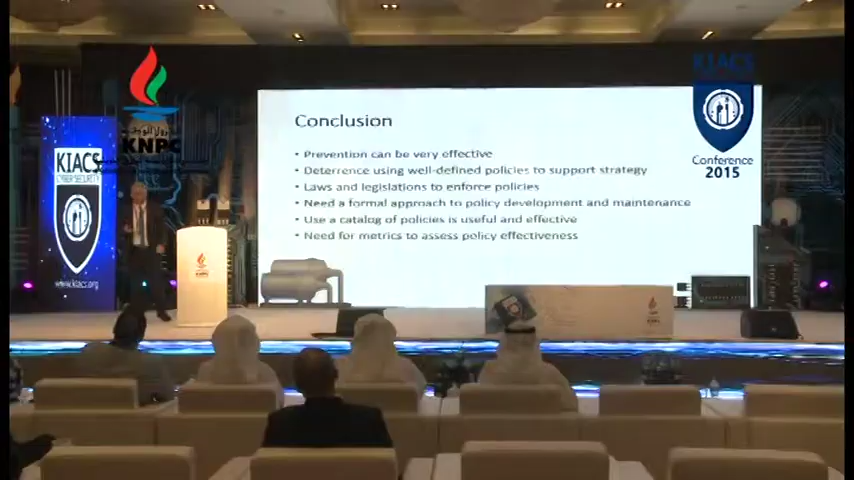 KNPC
KIACS
Conference
2015
Conclusion
• Prevention can be very effective
• Deterrence using well-defined policies to support strategy
• Laws and legislations to enforce policies
• Need a formal approach to policy development and maintenance
• Use a catalog of policies is useful and effective
• Need for metrics to assess policy effectiveness
KIACS
CYBER SECURITY
www.kiacs.org